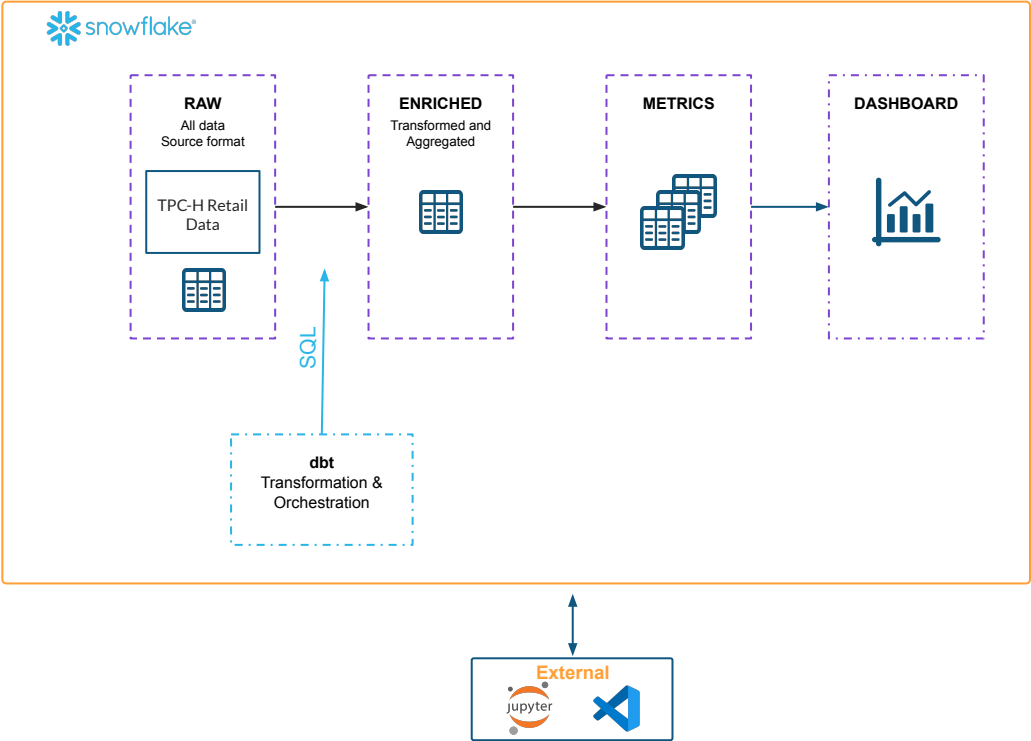 snowflake®
RAW
All data
Source format
TPC-H Retail
Data
ENRICHED
Transformed and
Aggregated
METRICS
DASHBOARD
SQL
dbt
Transformation &
Orchestration
External
jupyter